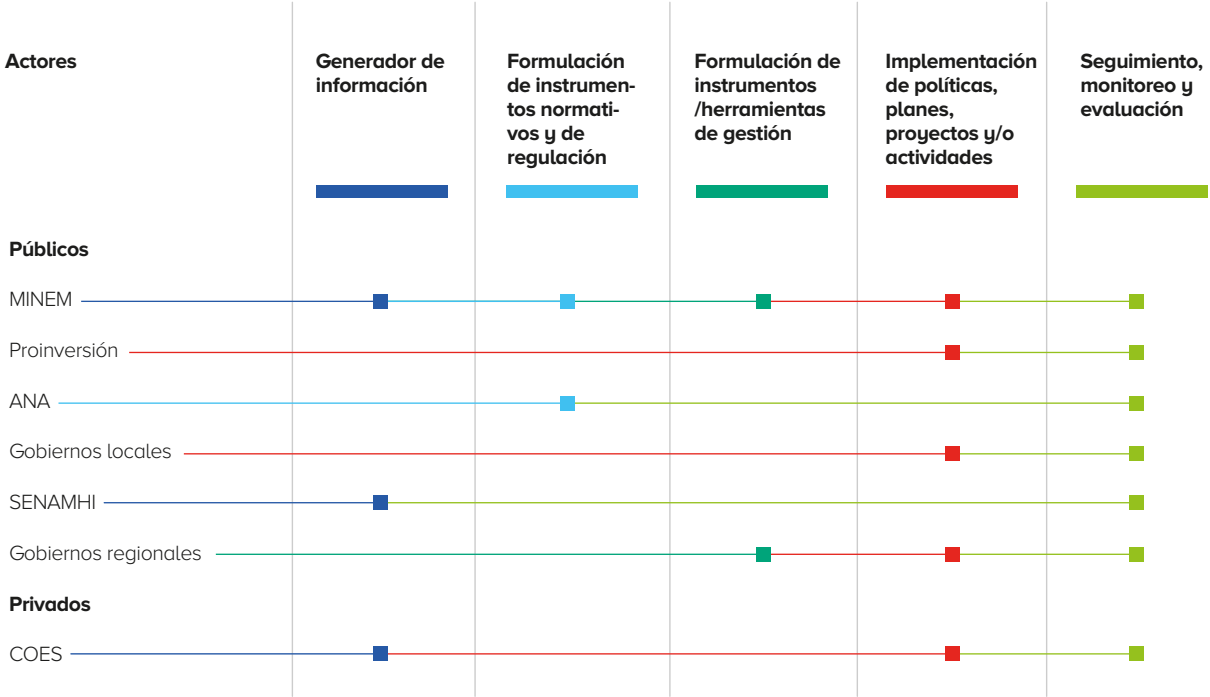 Actores
Generador de
información
Formulación
de instrumen-
tos normati-
vos y de
regulación
Formulación de
instrumentos
/herramientas
de gestión
Implementación
de políticas,
planes,
proyectos y/o
actividades
Seguimiento,
monitoreo y
evaluación
Públicos
MINEM
Proinversión
ANA
Gobiernos locales
SENAMHI
Gobiernos regionales
Privados
COES